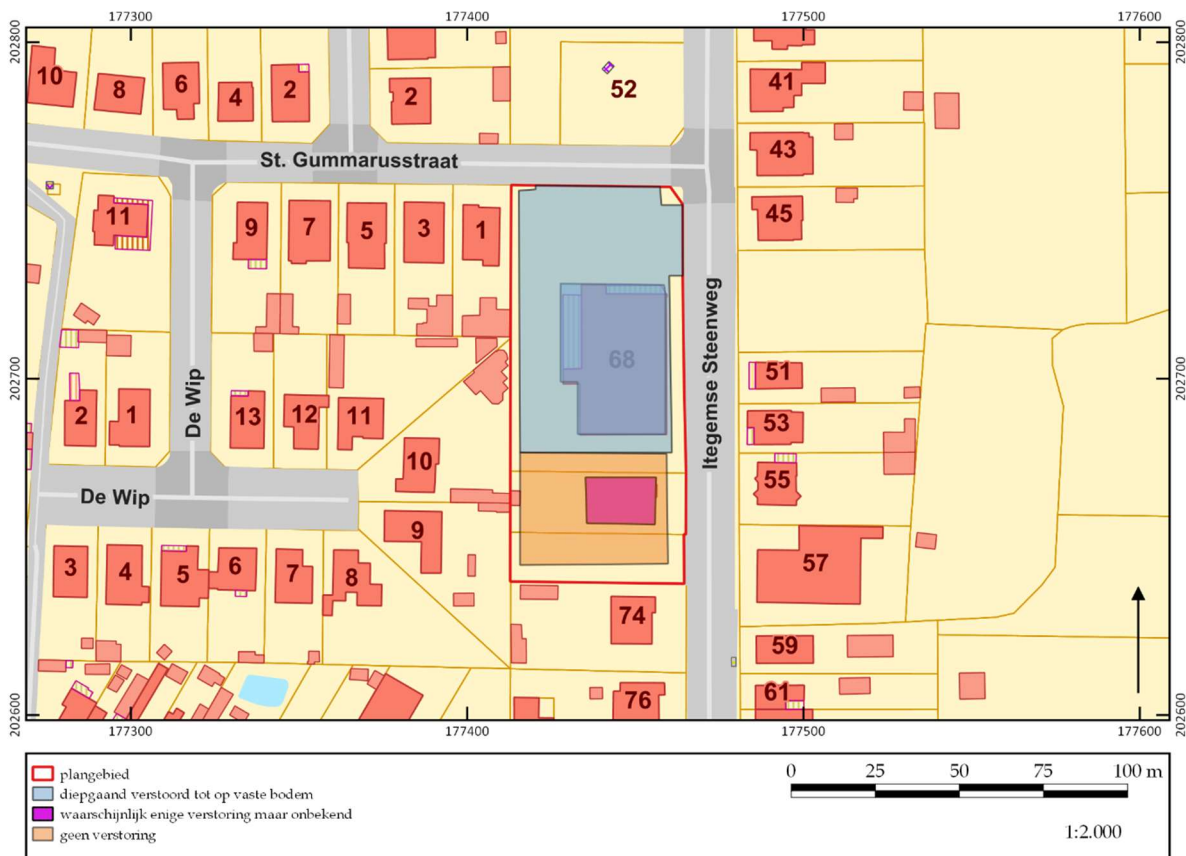 177300 177400 177500 177600
202800 202800
10 8 6 4 2 2 52 41
43
St. Gummarusstraat
11 9 7 5 3 1 45
Itegemse Steenweg
68
202700 202700
51
De Wip
2 1 13 12 11 53
10 55
De Wip
9
3 4 5 6 7 8 57
74
59
76 61
202600 202600
177300 177400 177500 177600
plangebied
diepgaand verstoord tot op vaste bodem
waarschijnlijk enige verstoring maar onbekend
geen verstoring
0 25 50 75 100 m
1:2.000